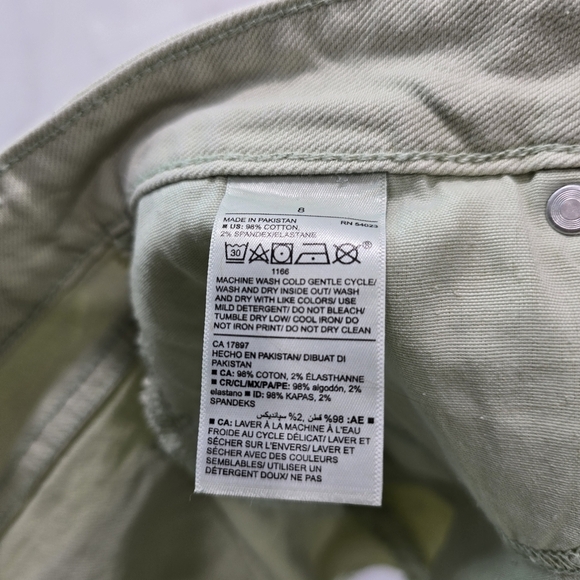 8
MADE IN PAKISTAN RN 54023
■ US: 98% COTTON,
2% SPANDEX/ELASTANE
30
1166
MACHINE WASH COLD GENTLE CYCLE/
WASH AND DRY INSIDE OUT/ WASH
AND DRY WITH LIKE COLORS/ USE
MILD DETERGENT/ DO NOT BLEACH/
TUMBLE DRY LOW/ COOL IRON/ DO
NOT IRON PRINT/ DO NOT DRY CLEAN
CA 17897
HECHO EN PAKISTAN/ DIBUAT DI
PAKISTAN
■ CA: 98% COTON, 2% ÉLASTHANNE
■ CR/CL/MX/PA/PE: 98% algodón, 2%
elastano ■ ID: 98% KAPAS, 2%
SPANDEKS
■ AE: 98% قطن, 2% سپانديكس
■ CA: LAVER À LA MACHINE À L'EAU
FROIDE AU CYCLE DÉLICAT/ LAVER ET
SÉCHER SUR L'ENVERS/ LAVER ET
SÉCHER AVEC DES COULEURS
SEMBLABLES/ UTILISER UN
DÉTERGENT DOUX/ NE PAS